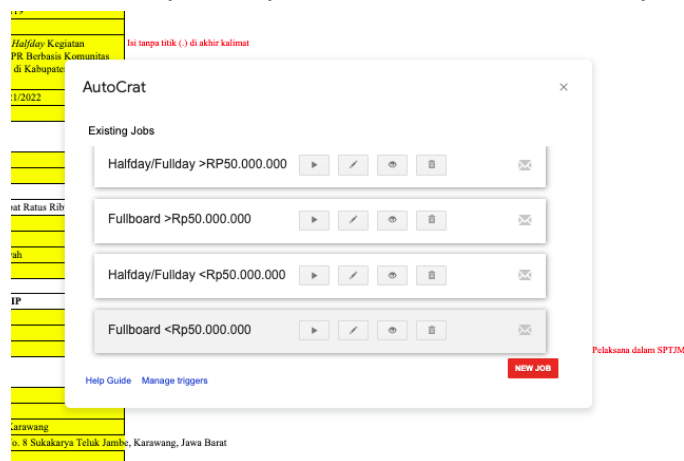 Halfday Kegiatan
Isi tanpa titik (.) di akhir kalimat
PR Berbasis Komunitas
di Kabupate
1/2022
AutoCrat
×
Existing Jobs
Halfday/Fullday >RP50.000.000
Fullboard >Rp50.000.000
Halfday/Fullday <Rp50.000.000
Fullboard <Rp50.000.000
NEW JOB
Help Guide Manage triggers
pat Ratus Rib
ah
IP
Pelaksana dalam SPTJM
Karawang
o. 8 Sukakarya Teluk Jambe, Karawang, Jawa Barat